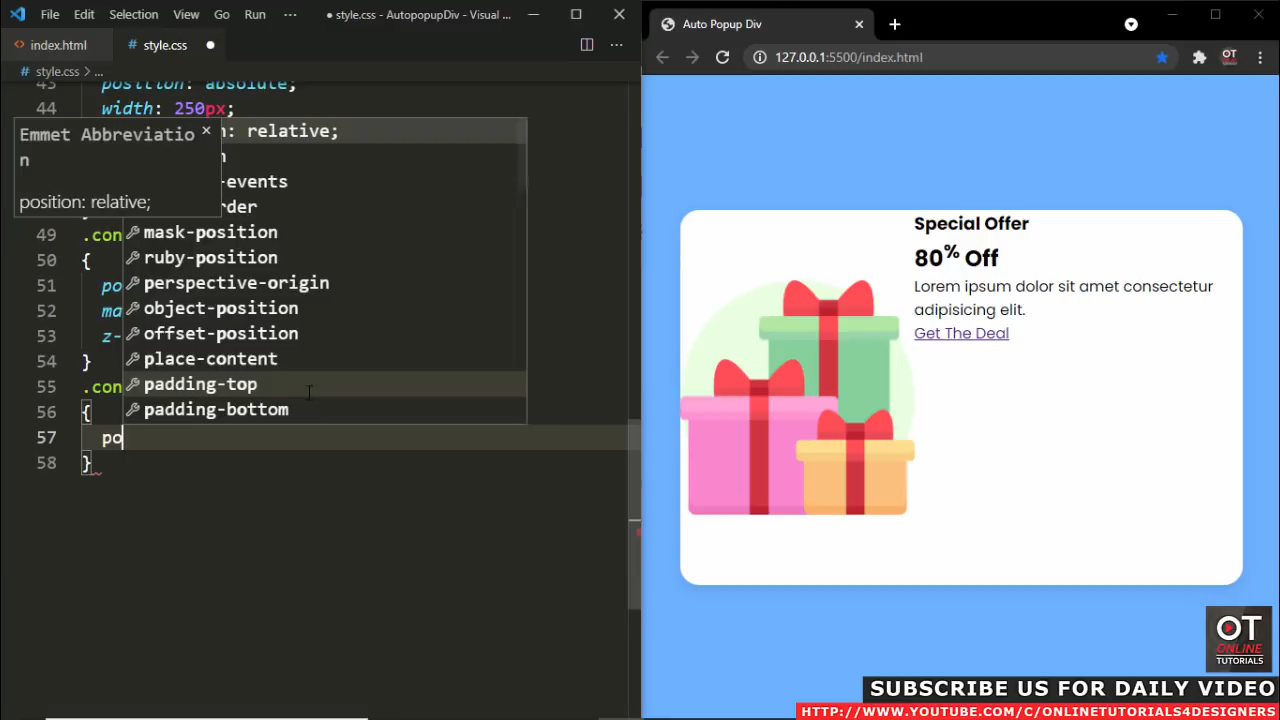 File Edit Selection View Go Run ··· ● style.css - AutopopupDiv - Visual ...
index.html # style.css ●
# style.css > ...
position: absolute;
44 width: 250px;
Emmet Abbreviatio
n
position: relative;
n: relative;
n
-events
rder
mask-position
ruby-position
perspective-origin
object-position
offset-position
place-content
padding-top
padding-bottom
49 .con
50 {
51 po
52 ma
53 z-
54 }
55 .con
56 {
57 po
58 }
Auto Popup Div
127.0.0.1:5500/index.html
Special Offer
80% Off
Lorem ipsum dolor sit amet consectetur
adipisicing elit.
Get The Deal
OT
ONLINE
TUTORIALS
SUBSCRIBE US FOR DAILY VIDEO
HTTP://WWW.YOUTUBE.COM/C/ONLINETUTORIALS4DESIGNERS